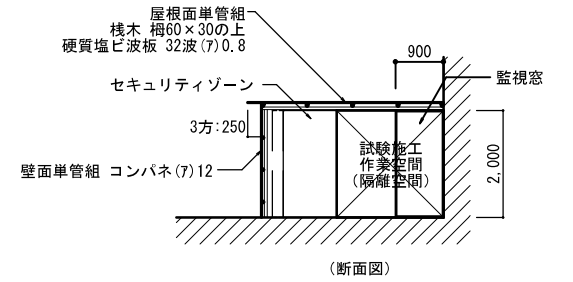 屋根面単管組
桟木 栂60×30の上
硬質塩ビ波板 32波(ｱ)0.8
900
セキュリティゾーン
監視窓
3方:250
試験施工
作業空間
(隔離空間)
2,000
壁面単管組 コンパネ(ｱ)12
(断面図)